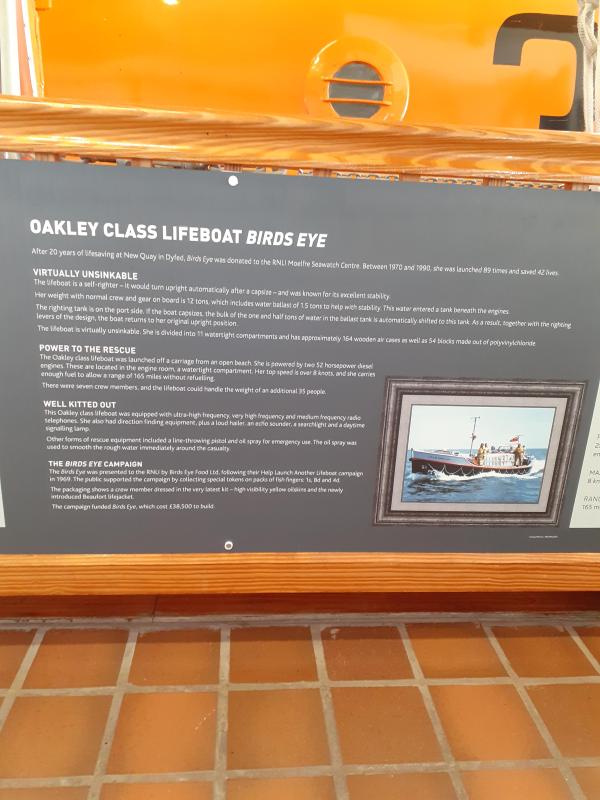 3
OAKLEY CLASS LIFEBOAT BIRDS EYE
After 20 years of lifesaving at New Quay in Dyfed, Birds Eye was donated to the RNLI Moelfre Seawatch Centre. Between 1970 and 1990, she was launched 89 times and saved 42 lives.
VIRTUALLY UNSINKABLE
The lifeboat is a self-righter – it would turn upright automatically after a capsize – and was known for its excellent stability.
Her weight with normal crew and gear on board is 12 tons, which includes water ballast of 1.5 tons to help with stability. This water entered a tank beneath the engines.
The righting tank is on the port side. If the boat capsizes, the bulk of the one and half tons of water in the ballast tank is automatically shifted to this tank. As a result, together with the righting
levers of the design, the boat returns to her original upright position.
The lifeboat is virtually unsinkable. She is divided into 11 watertight compartments and has approximately 164 wooden air cases as well as 54 blocks made out of polyvinylchloride.
POWER TO THE RESCUE
The Oakley class lifeboat was launched off a carriage from an open beach. She is powered by two 52 horsepower diesel
engines. These are located in the engine room, a watertight compartment. Her top speed is over 8 knots, and she carries
enough fuel to allow a range of 165 miles without refuelling.
There were seven crew members, and the lifeboat could handle the weight of an additional 35 people.
WELL KITTED OUT
This Oakley class lifeboat was equipped with ultra-high frequency, very high frequency and medium frequency radio
telephones. She also had direction finding equipment, plus a loud hailer, an echo sounder, a searchlight and a daytime
signalling lamp.
Other forms of rescue equipment included a line-throwing pistol and oil spray for emergency use. The oil spray was
used to smooth the rough water immediately around the casualty.
THE BIRDS EYE CAMPAIGN
The Birds Eye was presented to the RNLI by Birds Eye Food Ltd, following their Help Launch Another Lifeboat campaign
in 1969. The public supported the campaign by collecting special tokens on packs of fish fingers: 1s, 8d and 4d.
The packaging shows a crew member dressed in the very latest kit – high visibility yellow oilskins and the newly
introduced Beaufort lifejacket.
The campaign funded Birds Eye, which cost £38,500 to build.
MA
8 kn
RANG
165 m